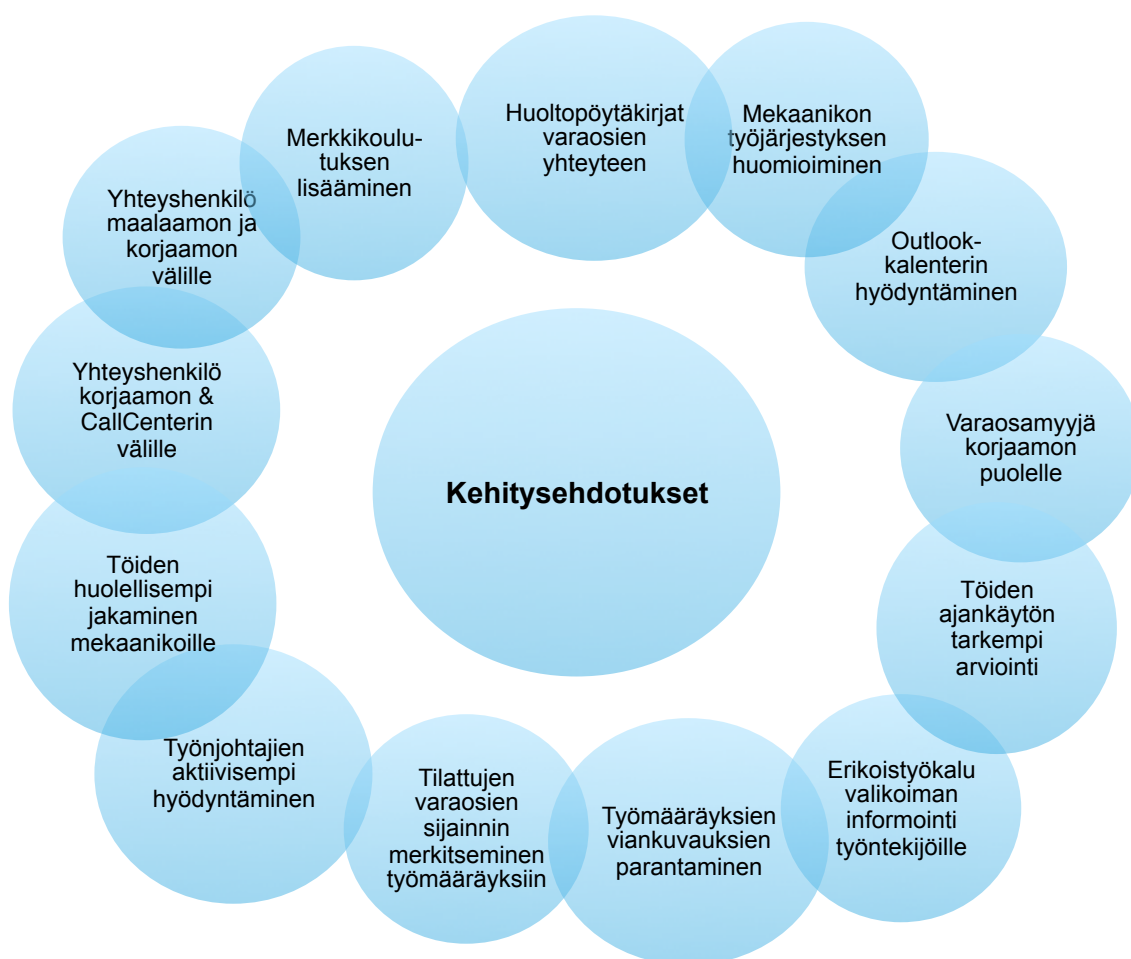 Huoltopöytäkirjat
varaosien
yhteyteen
Mekaanikon
työjärjestyksen
huomioiminen
Outlook-
kalenterin
hyödyntäminen
Varaosamyyjä
korjaamon
puolelle
Töiden
ajankäytön
tarkempi
arviointi
Erikoistyökalu
valikoiman
informointi
työntekijöille
Työmääräyksien
viankuvauksien
parantaminen
Tilattujen
varaosien
sijainnin
merkitseminen
työmääräyksiin
Työnjohtajien
aktiivisempi
hyödyntäminen
Töiden
huolellisempi
jakaminen
mekaanikoille
Yhteyshenkilö
korjaamon &
CallCenterin
välille
Yhteyshenkilö
maalaamon ja
korjaamon
välille
Merkkikoulu-
tuksen
lisääminen
Kehitysehdotukset